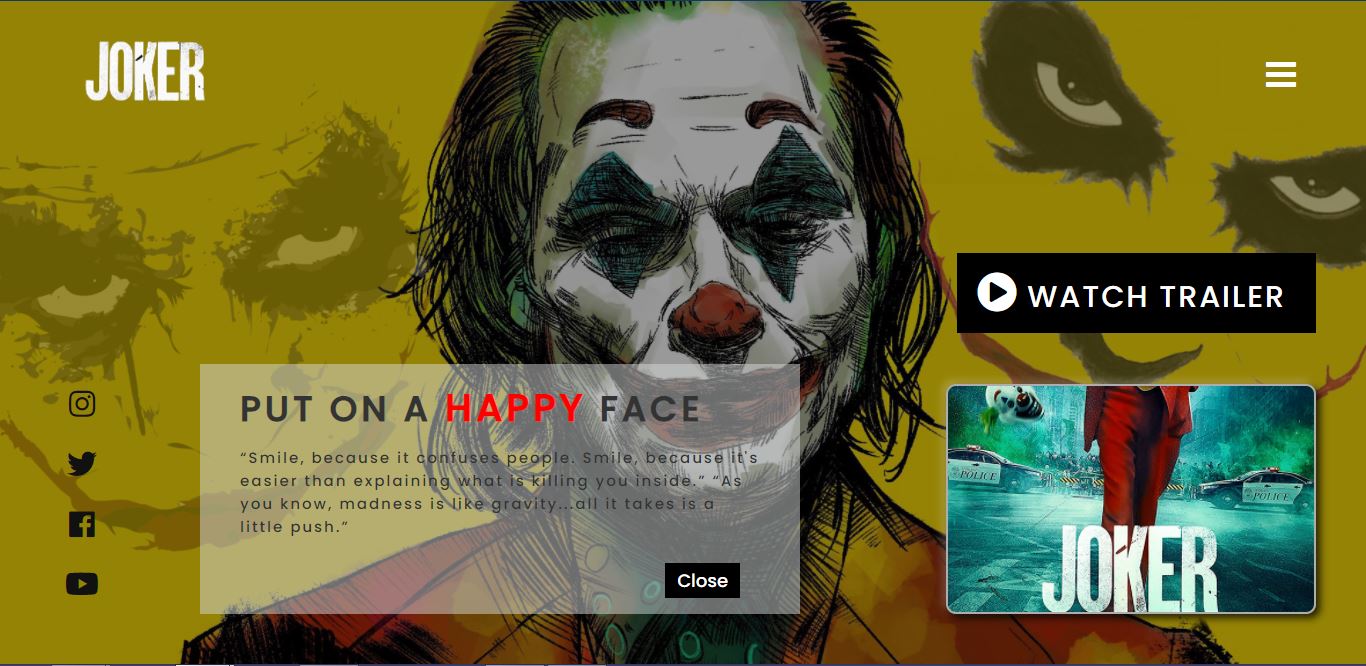 JOKER
WATCH TRAILER
PUT ON A HAPPY FACE
“Smile, because it confuses people. Smile, because it's
easier than explaining what is killing you inside.” “As
you know, madness is like gravity...all it takes is a
little push.”
Close
POLICE
POLICE
JOKER